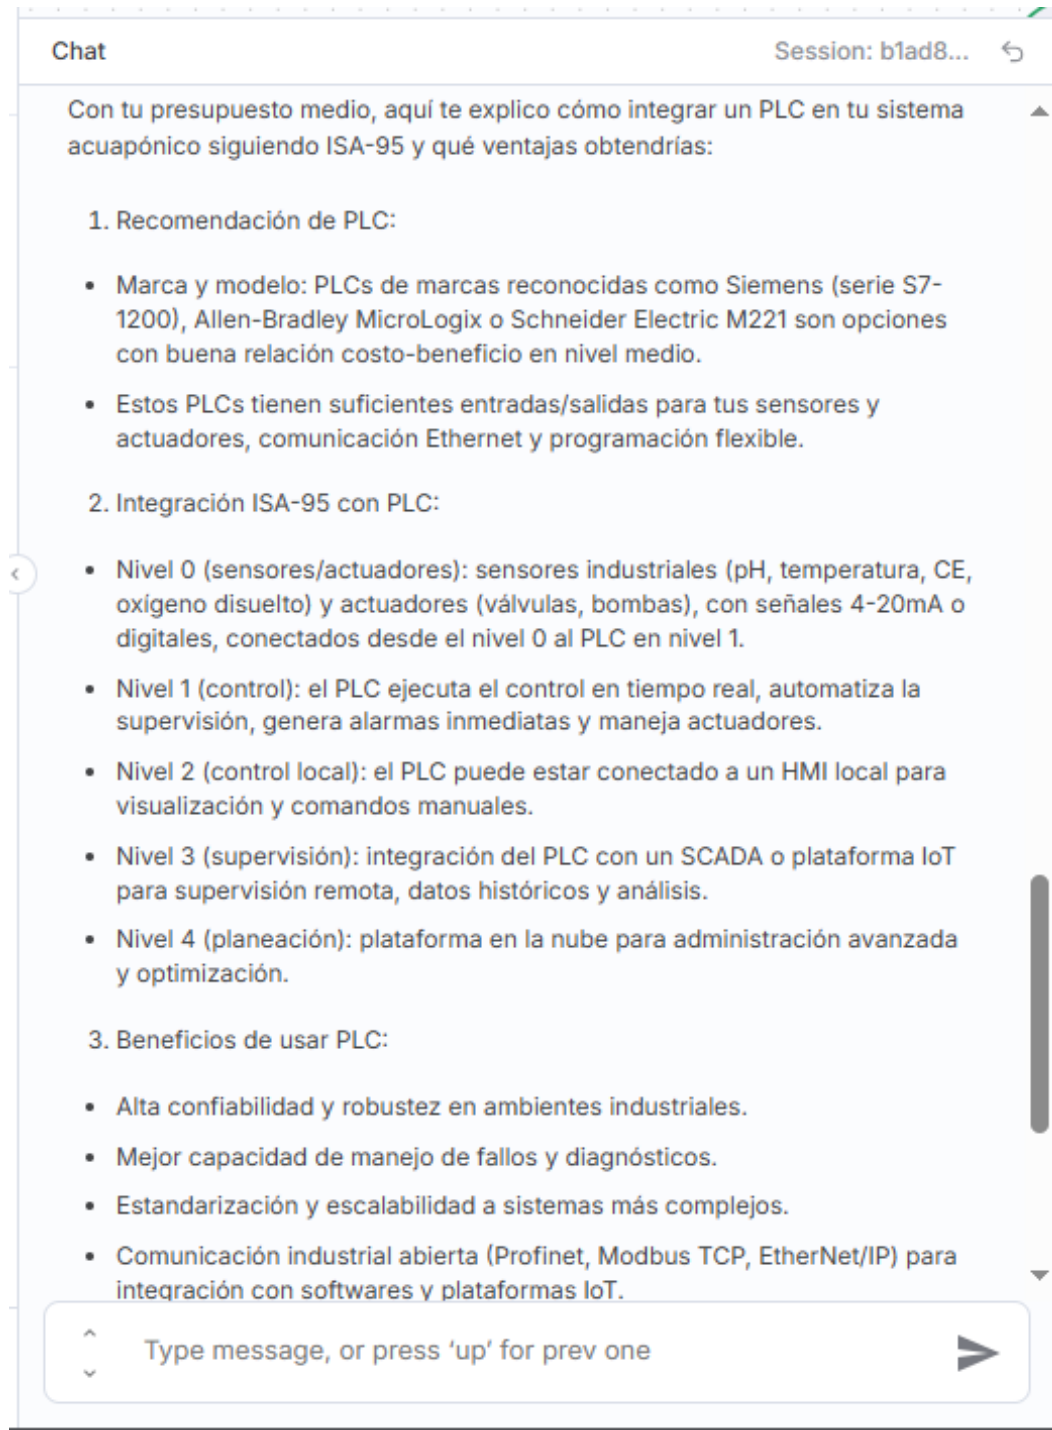 Chat
Session: b1ad8...
Con tu presupuesto medio, aquí te explico cómo integrar un PLC en tu sistema
acuapónico siguiendo ISA-95 y qué ventajas obtendrías:
1. Recomendación de PLC:
• Marca y modelo: PLCs de marcas reconocidas como Siemens (serie S7-
1200), Allen-Bradley MicroLogix o Schneider Electric M221 son opciones
con buena relación costo-beneficio en nivel medio.
• Estos PLCs tienen suficientes entradas/salidas para tus sensores y
actuadores, comunicación Ethernet y programación flexible.
2. Integración ISA-95 con PLC:
• Nivel 0 (sensores/actuadores): sensores industriales (pH, temperatura, CE,
oxígeno disuelto) y actuadores (válvulas, bombas), con señales 4-20mA o
digitales, conectados desde el nivel 0 al PLC en nivel 1.
• Nivel 1 (control): el PLC ejecuta el control en tiempo real, automatiza la
supervisión, genera alarmas inmediatas y maneja actuadores.
• Nivel 2 (control local): el PLC puede estar conectado a un HMI local para
visualización y comandos manuales.
• Nivel 3 (supervisión): integración del PLC con un SCADA o plataforma IoT
para supervisión remota, datos históricos y análisis.
• Nivel 4 (planeación): plataforma en la nube para administración avanzada
y optimización.
3. Beneficios de usar PLC:
• Alta confiabilidad y robustez en ambientes industriales.
• Mejor capacidad de manejo de fallos y diagnósticos.
• Estandarización y escalabilidad a sistemas más complejos.
• Comunicación industrial abierta (Profinet, Modbus TCP, EtherNet/IP) para
integración con softwares y plataformas IoT.
Type message, or press ‘up’ for prev one